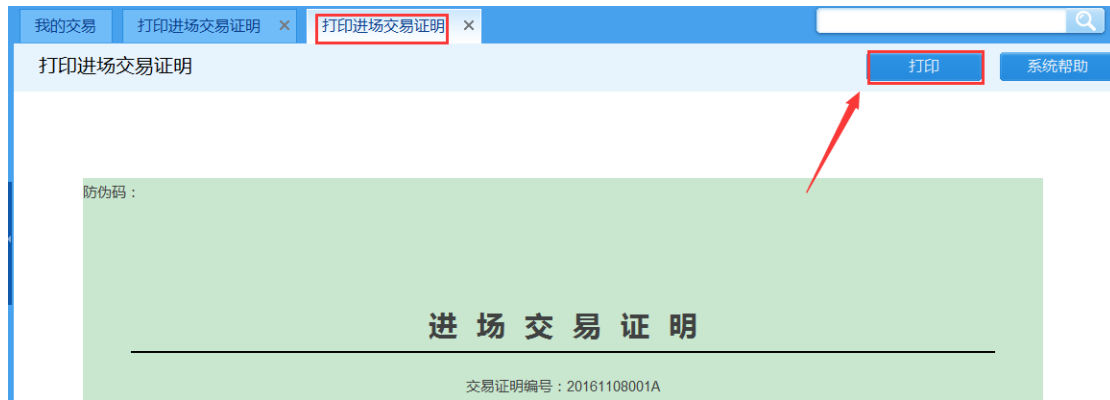 我的交易 打印进场交易证明 × 打印进场交易证明 ×
打印进场交易证明 打印 系统帮助
防伪码：
进场交易证明
交易证明编号：20161108001A